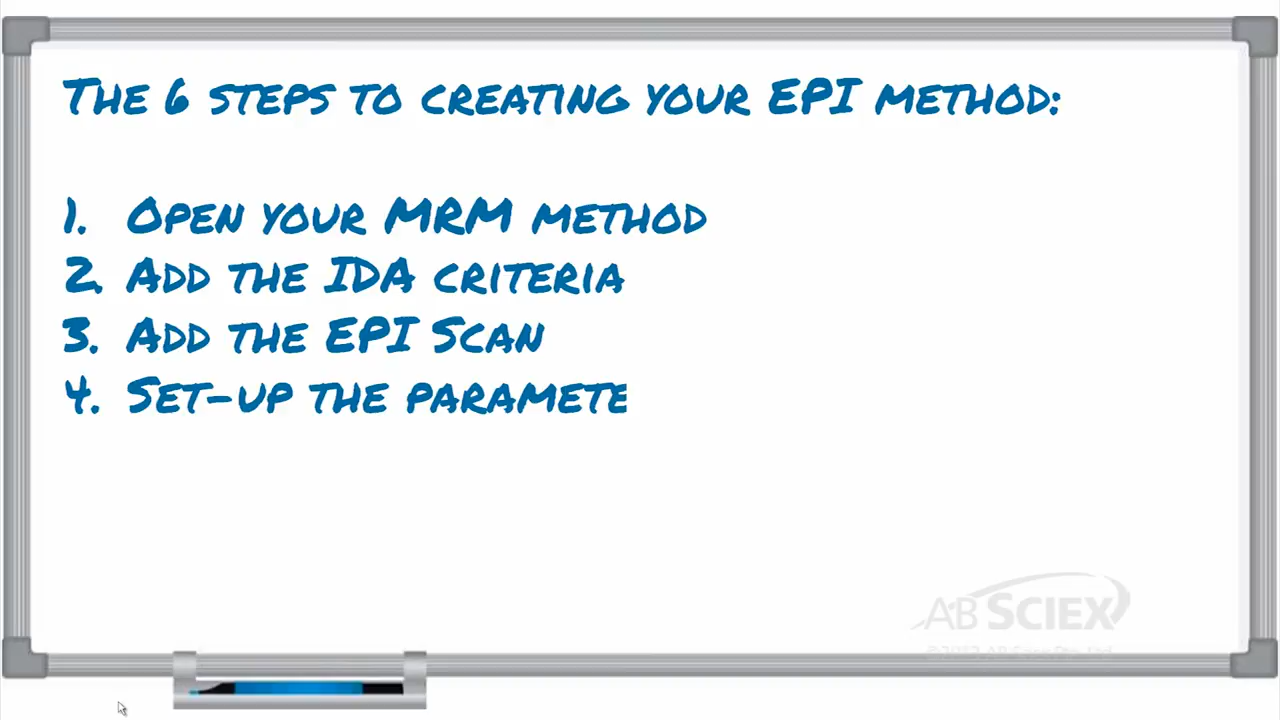 The 6 steps to creating your EPI method:
1. Open your MRM method
2. Add the IDA criteria
3. Add the EPI Scan
4. Set-up the paramete
AB SCIEX